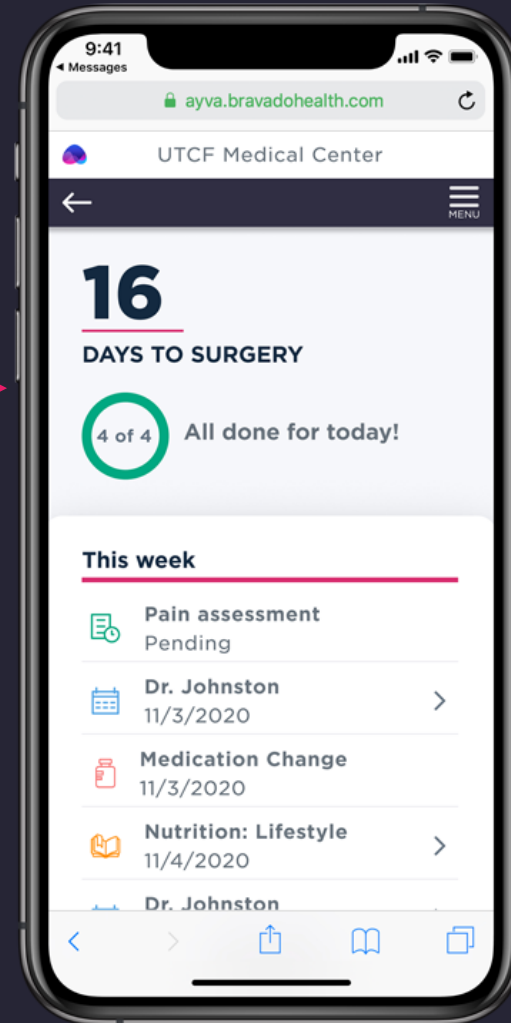 9:41
Messages
ayva.bravadohealth.com
UTCF Medical Center
MENU
16
DAYS TO SURGERY
4 of 4
All done for today!
This week
Pain assessment
Pending
Dr. Johnston
11/3/2020
Medication Change
11/3/2020
Nutrition: Lifestyle
11/4/2020
Dr. Johnston